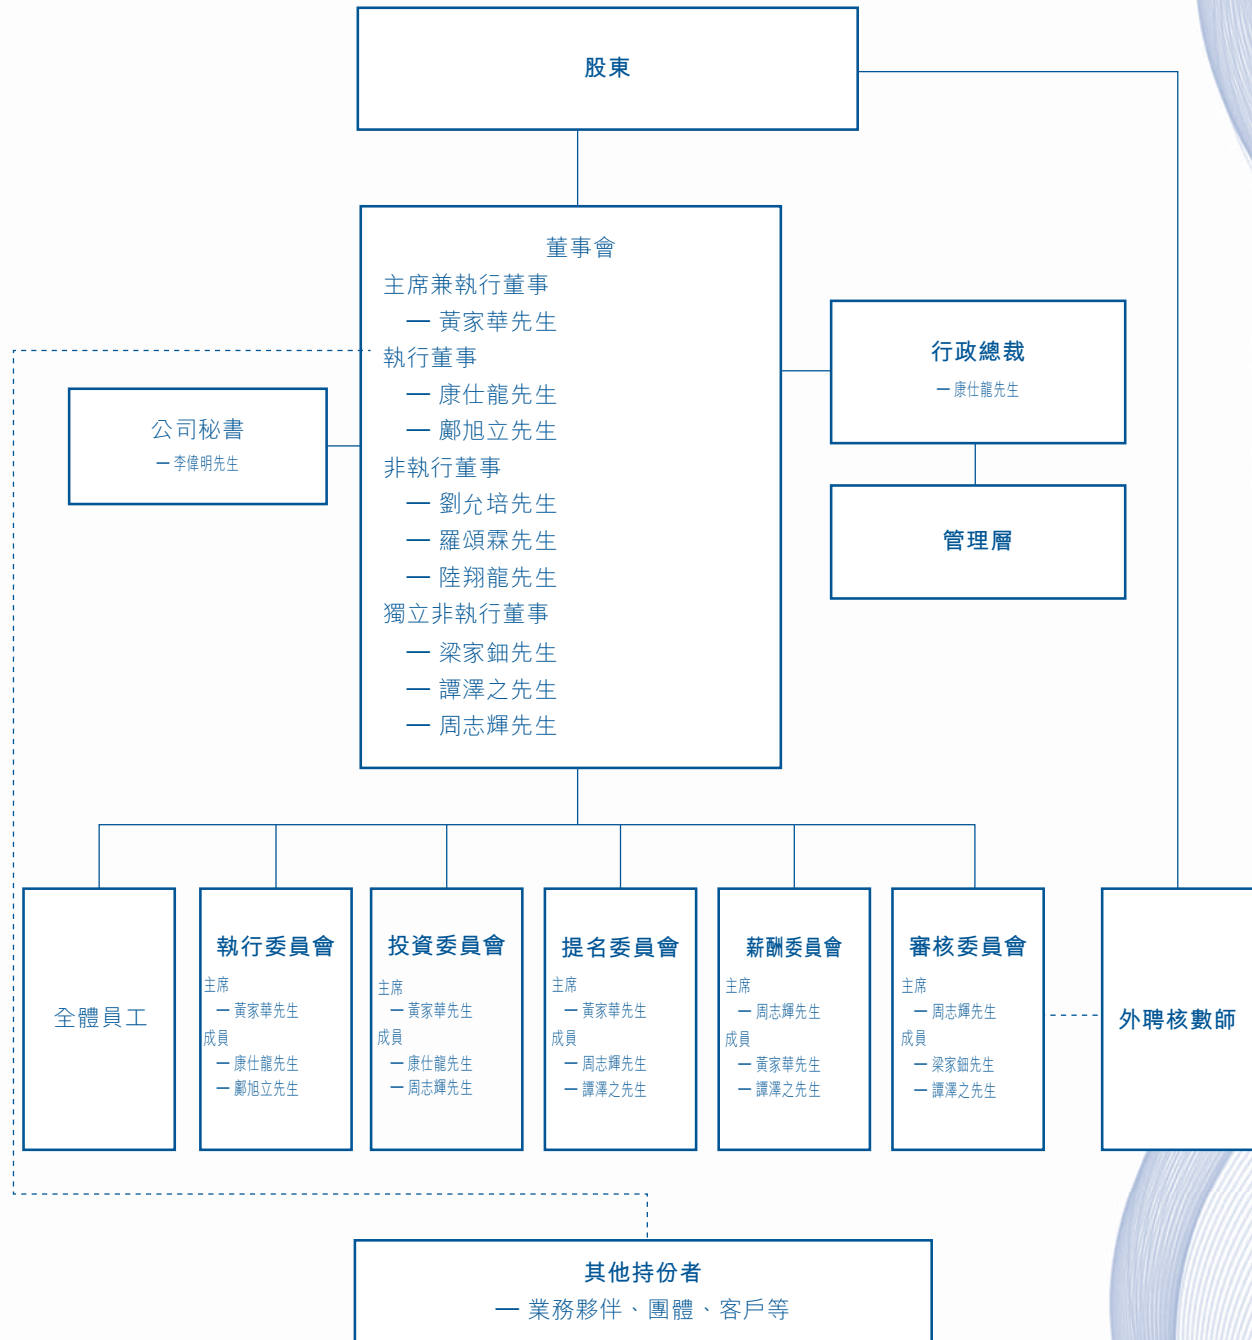 股東
董事會
主席兼執行董事
— 黃家華先生
執行董事
— 康仕龍先生
— 鄺旭立先生
非執行董事
— 劉允培先生
— 羅頌霖先生
— 陸翔龍先生
獨立非執行董事
— 梁家鈿先生
— 譚澤之先生
— 周志輝先生
行政總裁
— 康仕龍先生
管理層
公司秘書
— 李偉明先生
全體員工
執行委員會
主席
— 黃家華先生
成員
— 康仕龍先生
— 鄺旭立先生
投資委員會
主席
— 黃家華先生
成員
— 康仕龍先生
— 周志輝先生
提名委員會
主席
— 黃家華先生
成員
— 周志輝先生
— 譚澤之先生
薪酬委員會
主席
— 周志輝先生
成員
— 黃家華先生
— 譚澤之先生
審核委員會
主席
— 周志輝先生
成員
— 梁家鈿先生
— 譚澤之先生
外聘核數師
其他持份者
— 業務夥伴、團體、客戶等